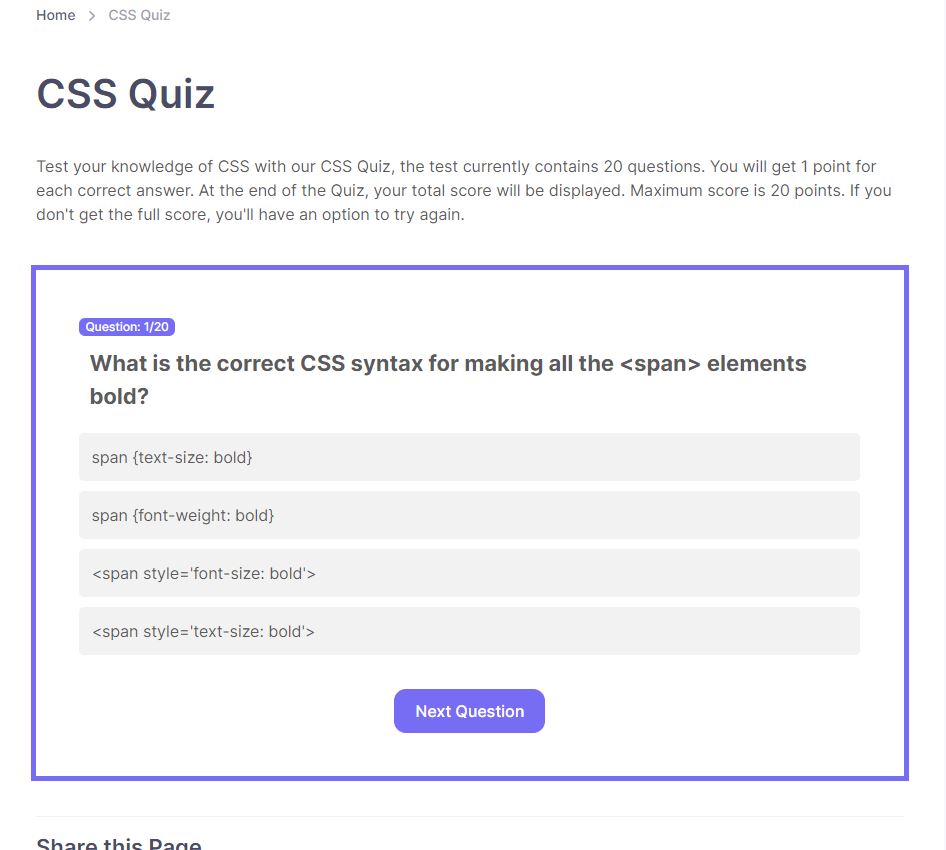 Home > CSS Quiz
CSS Quiz
Test your knowledge of CSS with our CSS Quiz, the test currently contains 20 questions. You will get 1 point for
each correct answer. At the end of the Quiz, your total score will be displayed. Maximum score is 20 points. If you
don't get the full score, you'll have an option to try again.
Question: 1/20
What is the correct CSS syntax for making all the <span> elements
bold?
span {text-size: bold}
span {font-weight: bold}
<span style='font-size: bold'>
<span style='text-size: bold'>
Next Question
Share this Page